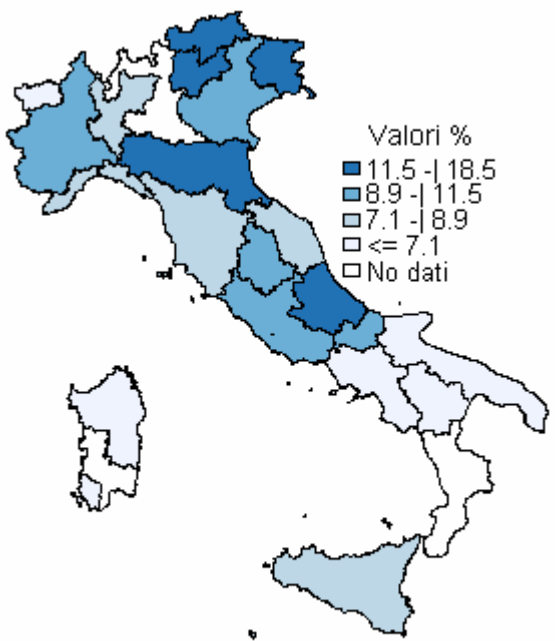 Valori %
11.5 -| 18.5
8.9 -| 11.5
7.1 -| 8.9
<= 7.1
No dati